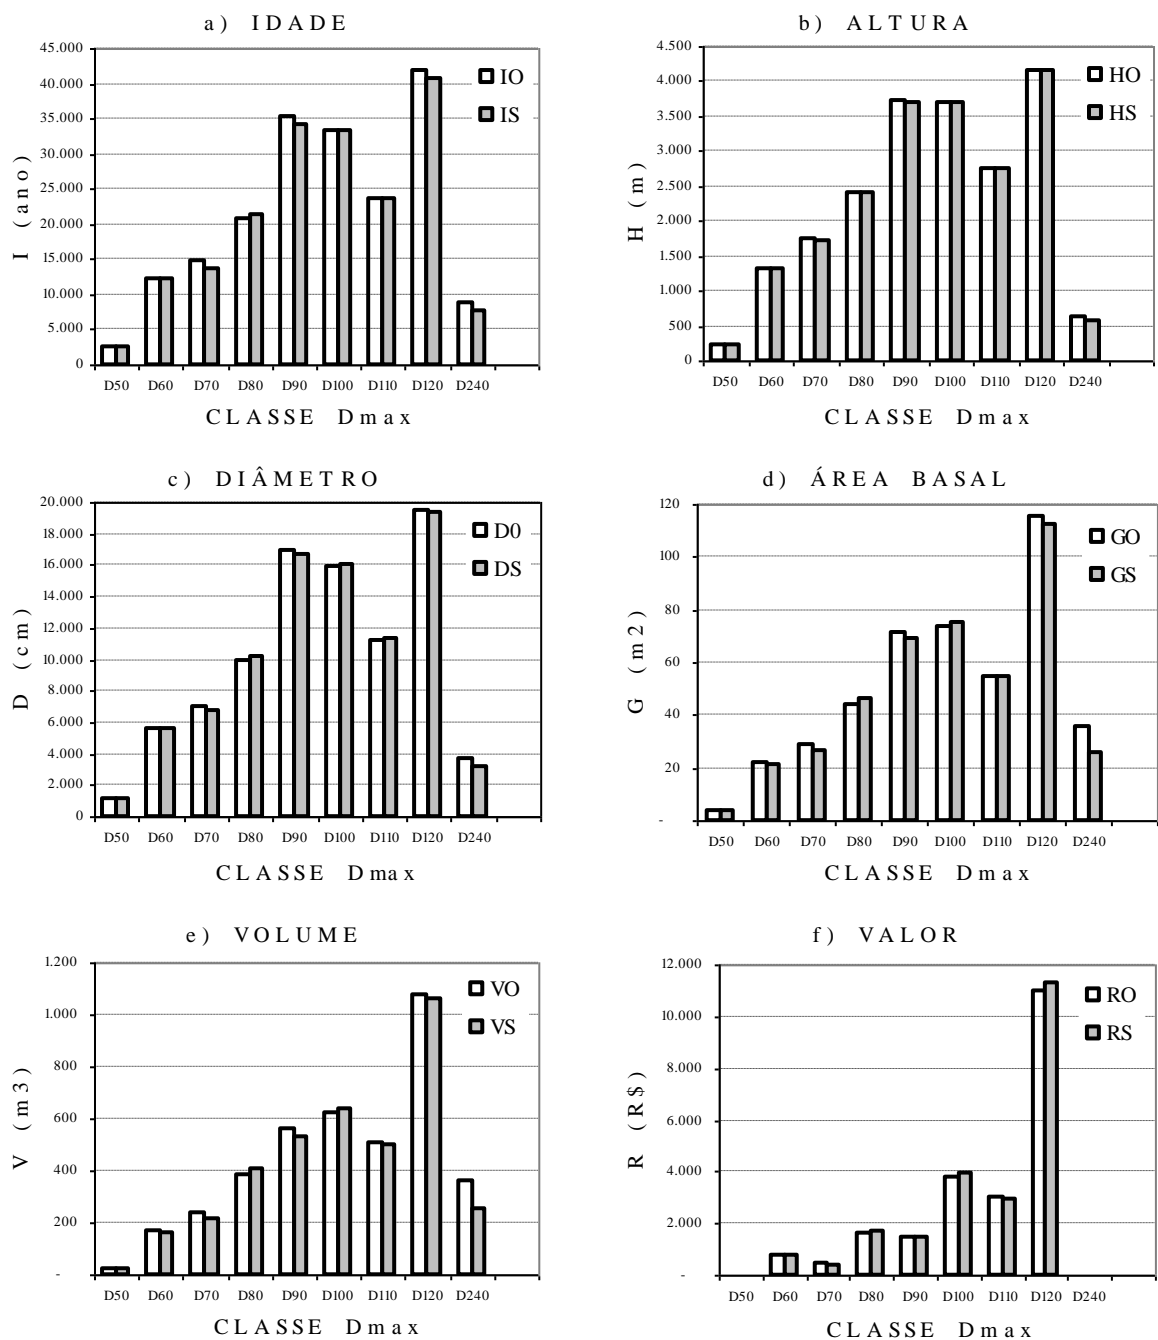 a) IDADE
45.000
40.000
35.000
30.000
25.000
20.000
15.000
10.000
5.000
0
I (ano)
IO
IS
D50 D60 D70 D80 D90 D100 D110 D120 D240
CLASSE Dmax
b) ALTURA
4.500
4.000
3.500
3.000
2.500
2.000
1.500
1.000
500
0
H (m)
HO
HS
D50 D60 D70 D80 D90 D100 D110 D120 D240
CLASSE Dmax
c) DIÂMETRO
20.000
18.000
16.000
14.000
12.000
10.000
8.000
6.000
4.000
2.000
0
D (cm)
D0
DS
D50 D60 D70 D80 D90 D100 D110 D120 D240
CLASSE Dmax
d) ÁREA BASAL
120
100
80
60
40
20
-
G (m2)
GO
GS
D50 D60 D70 D80 D90 D100 D110 D120 D240
CLASSE Dmax
e) VOLUME
1.200
1.000
800
600
400
200
-
V (m3)
VO
VS
D50 D60 D70 D80 D90 D100 D110 D120 D240
CLASSE Dmax
f) VALOR
12.000
10.000
8.000
6.000
4.000
2.000
-
R (R$)
RO
RS
D50 D60 D70 D80 D90 D100 D110 D120 D240
CLASSE Dmax